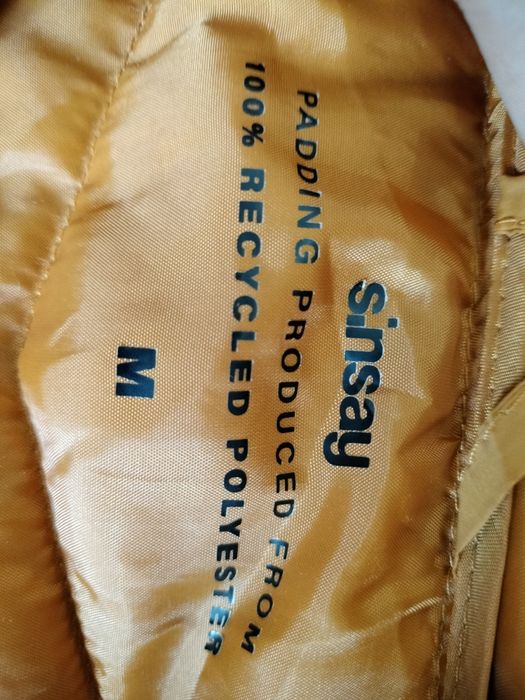 sinsay
PADDING PRODUCED FROM
100% RECYCLED POLYESTER
M